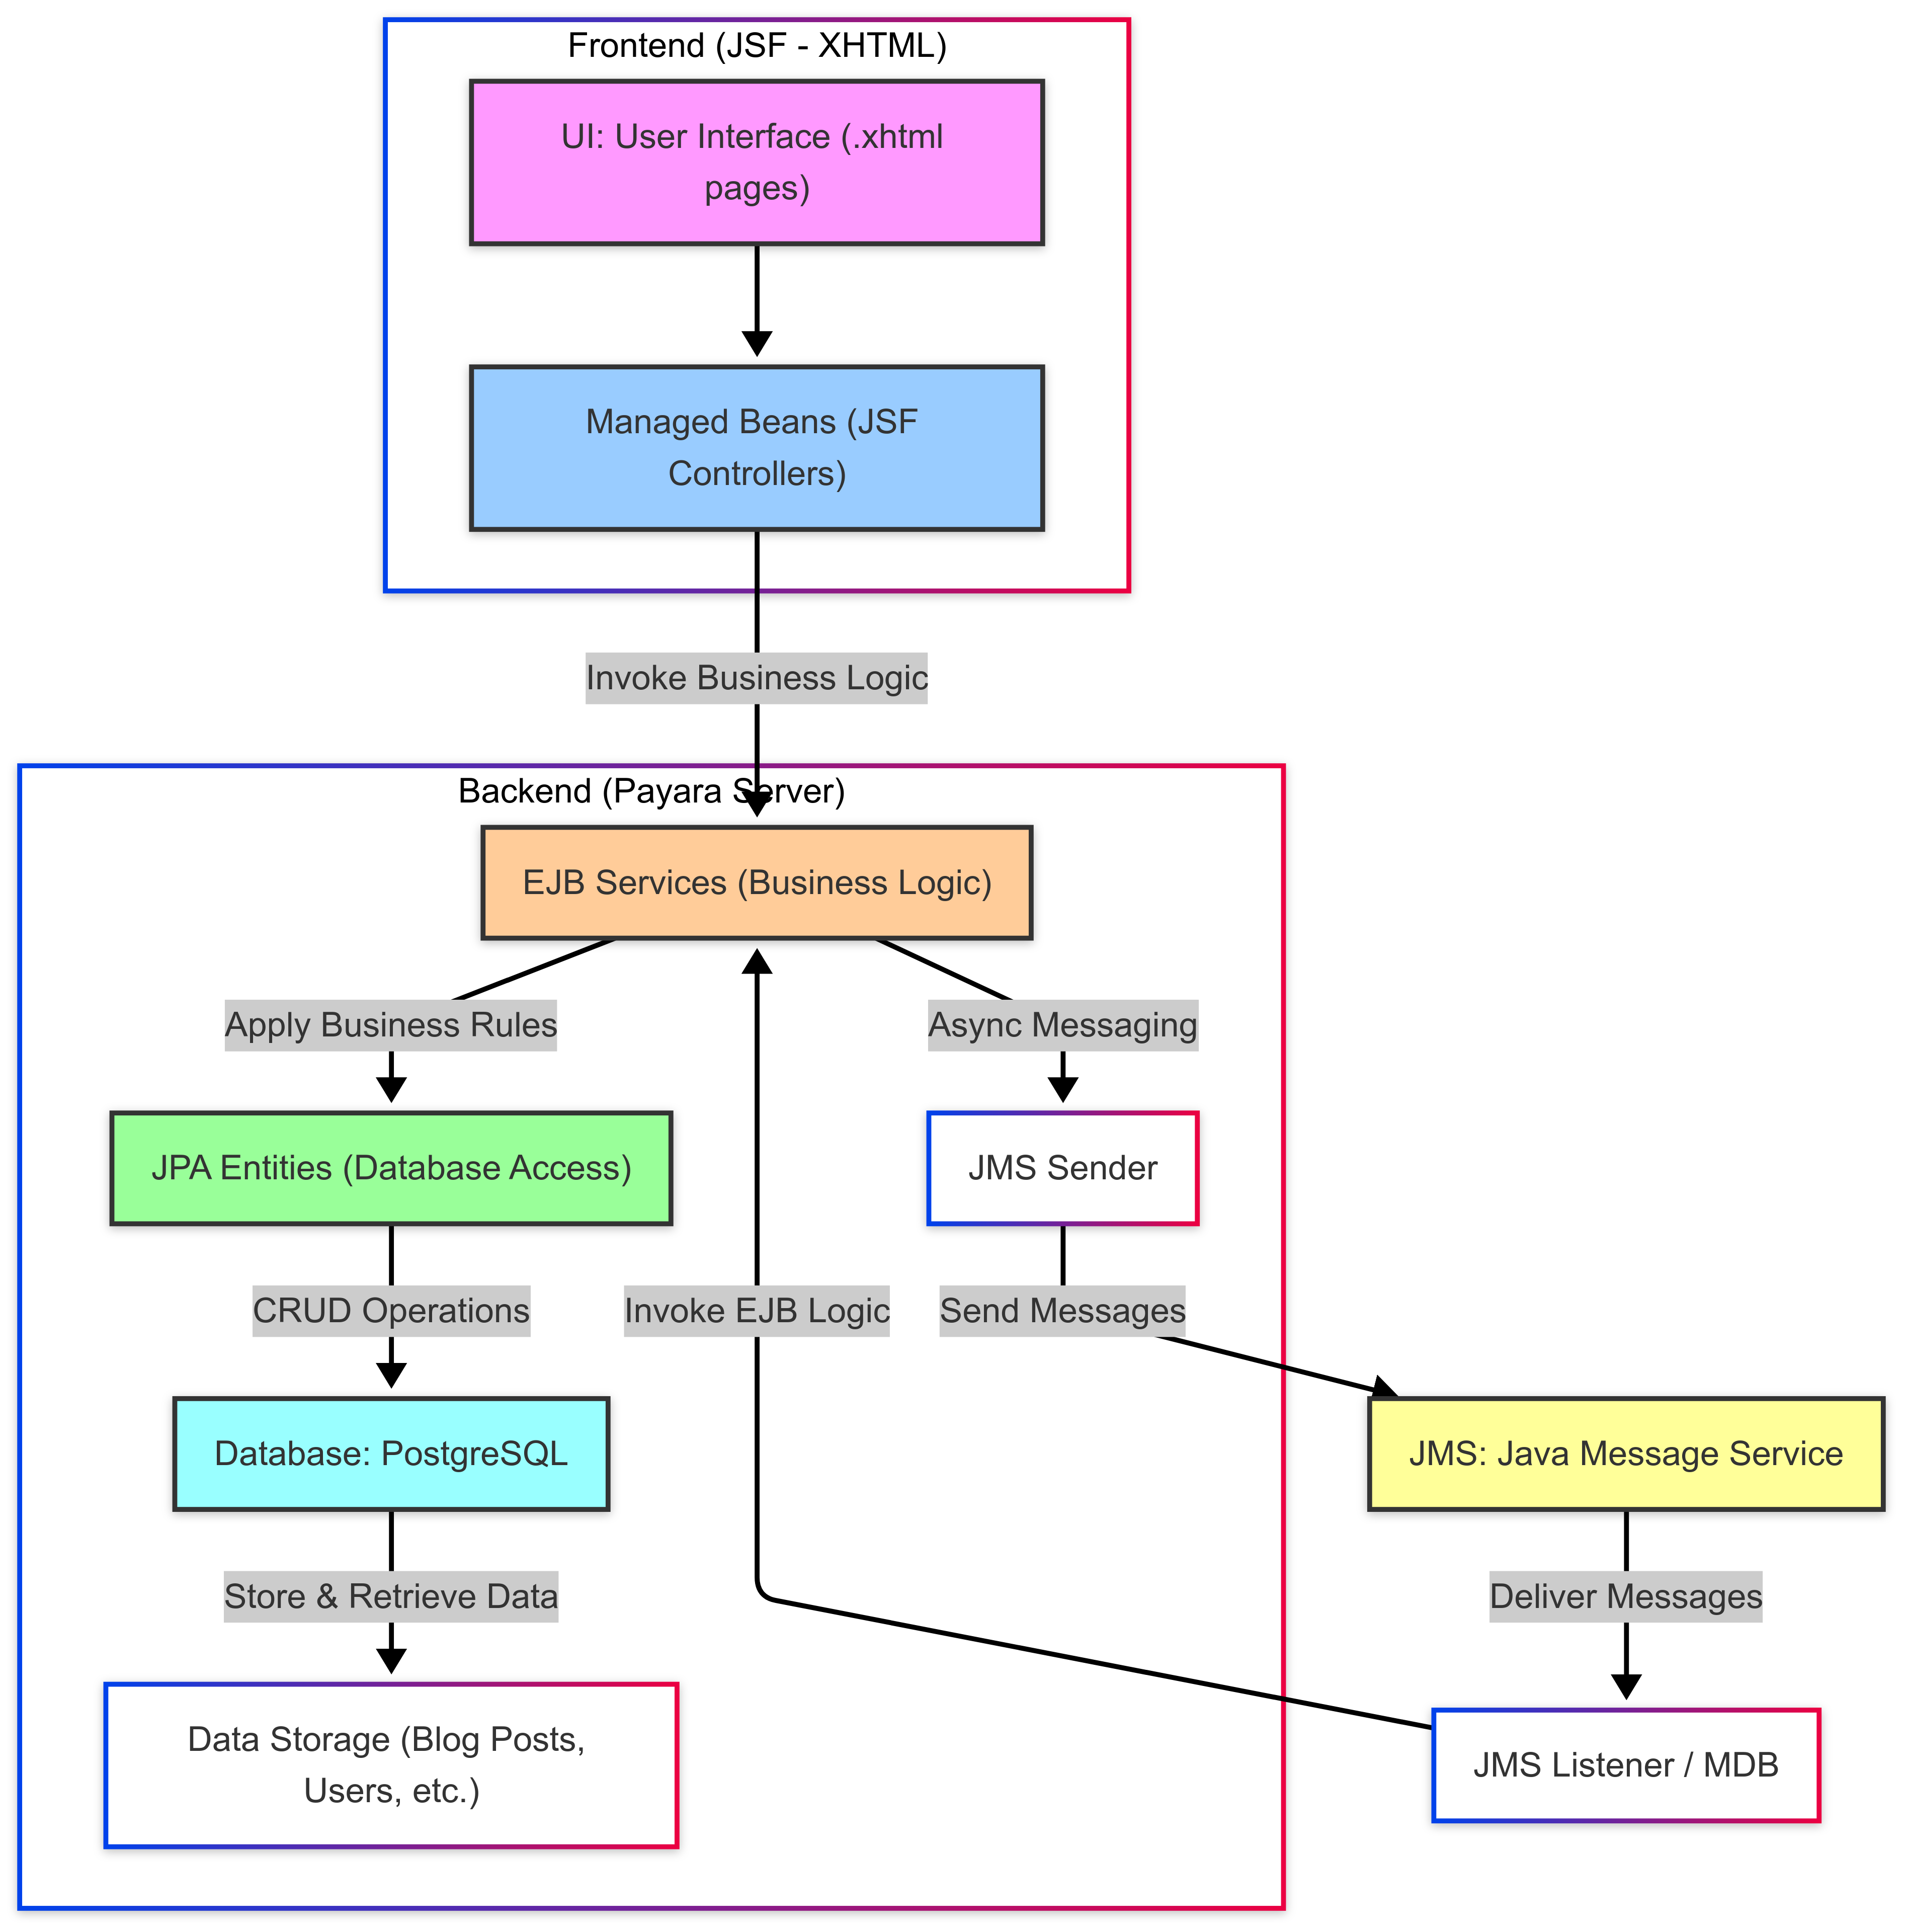 Frontend (JSF - XHTML)
UI: User Interface (.xhtml
pages)
Managed Beans (JSF
Controllers)
Invoke Business Logic
Backend (Payara Server)
EJB Services (Business Logic)
Apply Business Rules
Async Messaging
JPA Entities (Database Access)
JMS Sender
CRUD Operations
Invoke EJB Logic
Send Messages
Database: PostgreSQL
JMS: Java Message Service
Store & Retrieve Data
Deliver Messages
Data Storage (Blog Posts,
Users, etc.)
JMS Listener / MDB